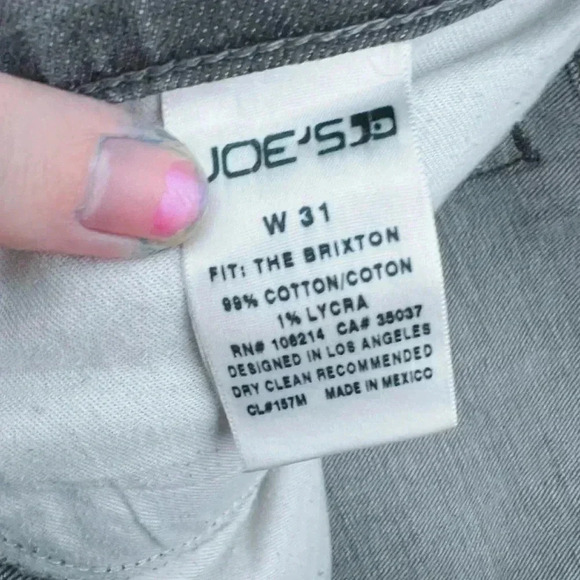 JOE'S JD
W 31
FIT: THE BRIXTON
99% COTTON/COTON
1% LYCRA
RN# 106214 CA# 35037
DESIGNED IN LOS ANGELES
DRY CLEAN RECOMMENDED
CL#157M MADE IN MEXICO